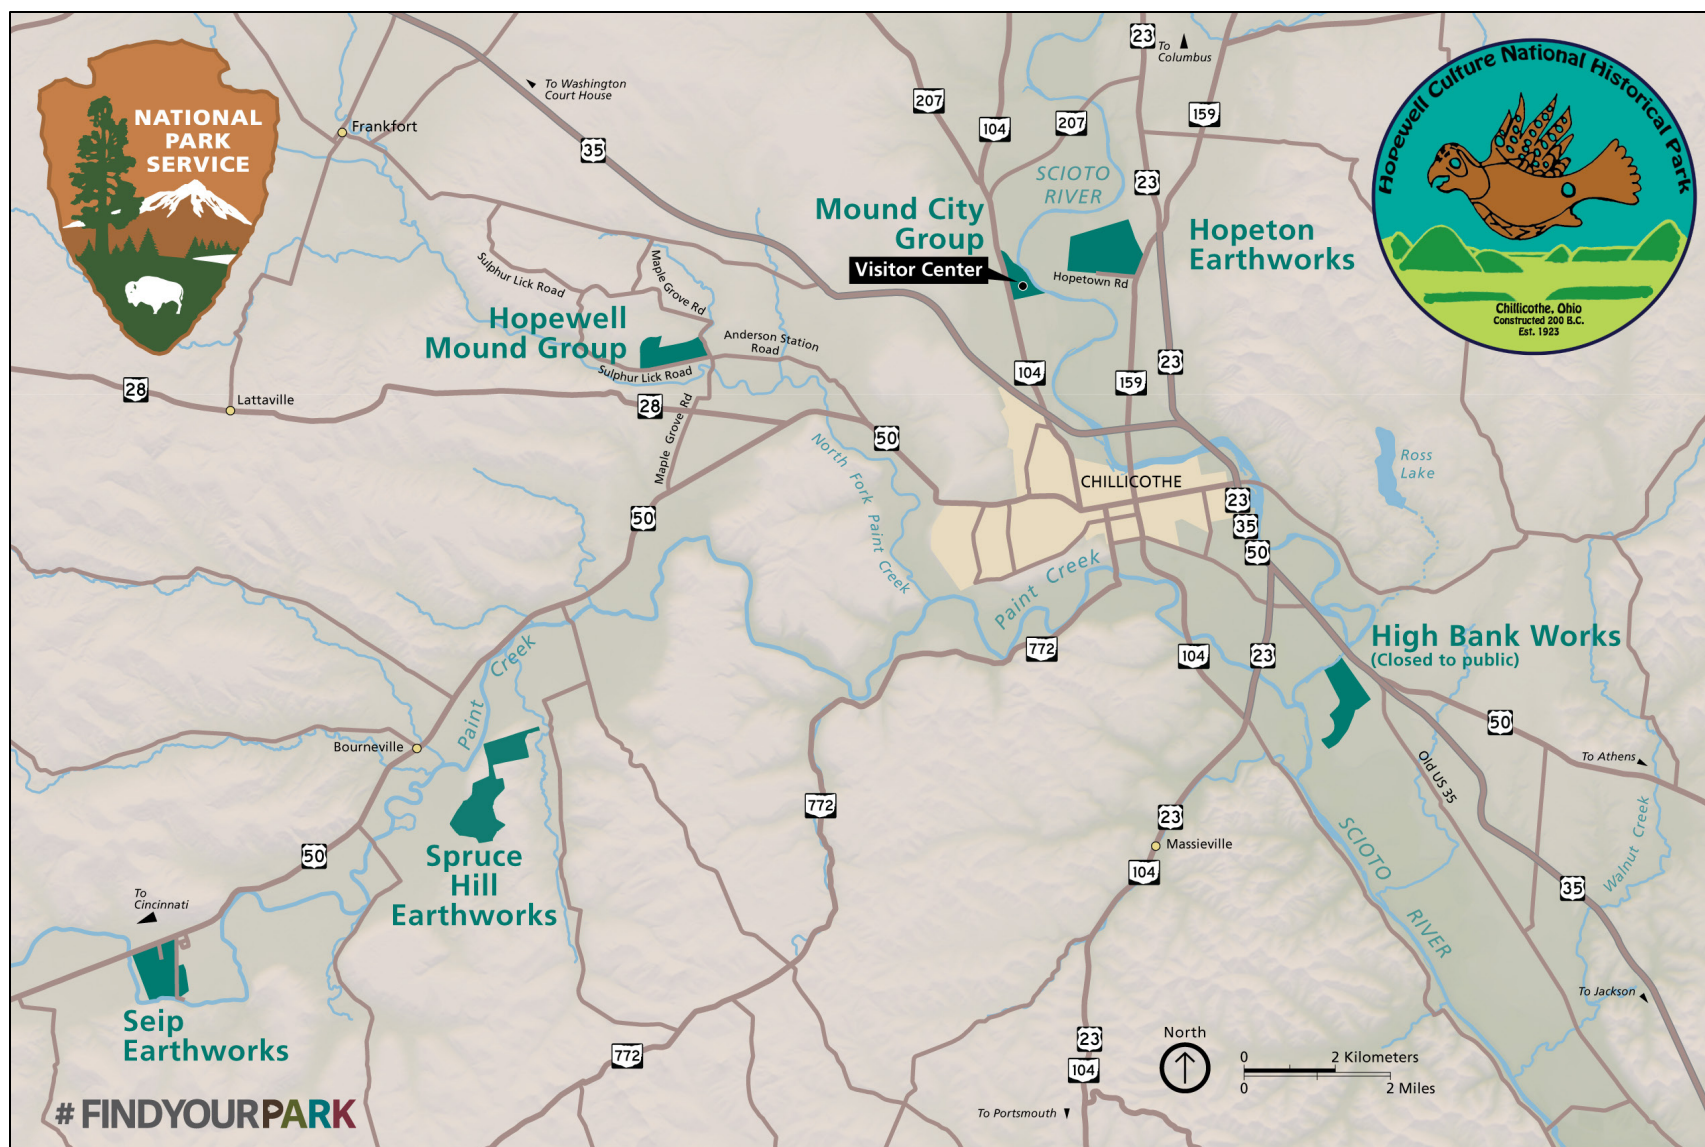 NATIONAL
PARK
SERVICE
Hopewell Culture National Historical Park
Chillicothe, Ohio
Constructed 200 B.C.
Est. 1923
To Washington
Court House
To
Columbus
23
207
104
207
159
35
Frankfort
SCIOTO
RIVER
23
Mound City
Group
Visitor Center
Hopeton
Earthworks
Hopetown Rd
Sulphur Lick Road
Maple Grove Rd
Hopewell
Mound Group
Anderson Station
Road
Sulphur Lick Road
28
Lattaville
28
Maple Grove Rd
104
159
23
50
North Fork Paint Creek
CHILLICOTHE
Ross
Lake
23
35
50
50
Paint Creek
772
104
23
High Bank Works
(Closed to public)
Paint Creek
Bourneville
50
To Athens
Old US 35
772
23
Massieville
104
SCIOTO
RIVER
Walnut Creek
35
50
Spruce
Hill
Earthworks
To
Cincinnati
Seip
Earthworks
To Jackson
772
23
104
To Portsmouth
North
0 2 Kilometers
0 2 Miles
#FINDYOURPARK